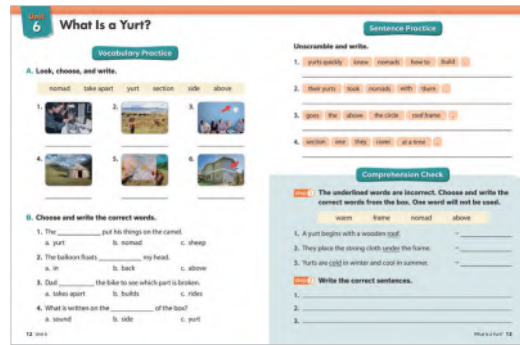 Unit
6
What Is a Yurt?
Vocabulary Practice
A. Look, choose, and write.
nomad take apart yurt section side above
1. 2. 3.
4. 5. 6.
B. Choose and write the correct words.
1. The ____________ put his things on the camel.
a. yurt b. nomad c. sheep
2. The balloon floats ____________ my head.
a. in b. back c. above
3. Dad ____________ the bike to see which part is broken.
a. takes apart b. builds c. rides
4. What is written on the ____________ of the box?
a. sound b. side c. yurt
12 Unit 6
Sentence Practice
Unscramble and write.
1. yurts quickly knew nomads how to build .
2. their yurts took nomads with them .
3. goes the above the circle roof frame .
4. section one they cover at a time .
Comprehension Check
Step 1 The underlined words are incorrect. Choose and write the
correct words from the box. One word will not be used.
warm frame nomad above
1. A yurt begins with a wooden roof. →
2. They place the strong cloth under the frame. →
3. Yurts are cold in winter and cool in summer. →
Step 2 Write the correct sentences.
1.
2.
3.
What Is a Yurt? 13